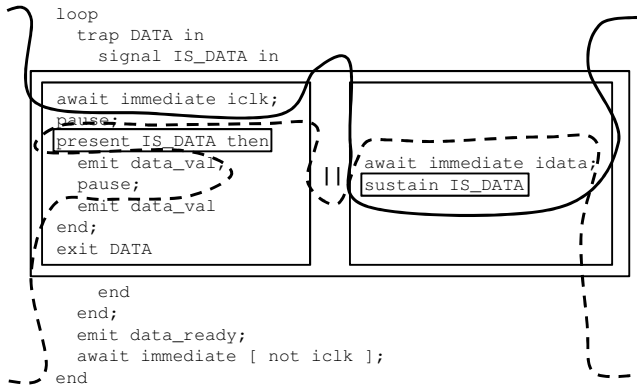 loop
trap DATA in
signal IS_DATA in
await immediate iclk;
pause;
present IS_DATA then
emit data_val;
pause;
emit data_val
end;
exit DATA
||
await immediate idata;
sustain IS_DATA
end
end;
emit data_ready;
await immediate [ not iclk ];
end